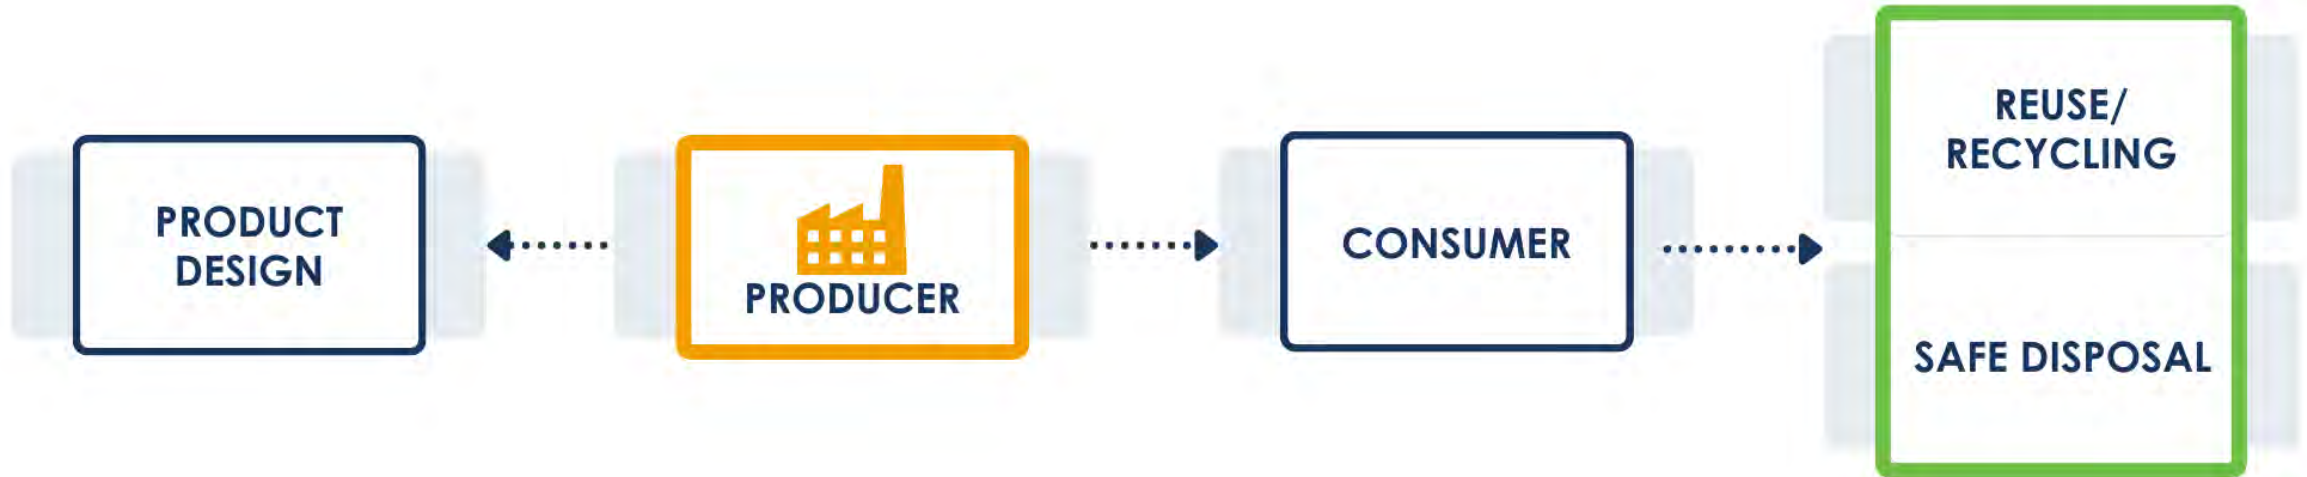 PRODUCT
DESIGN
PRODUCER
CONSUMER
REUSE/
RECYCLING
SAFE DISPOSAL